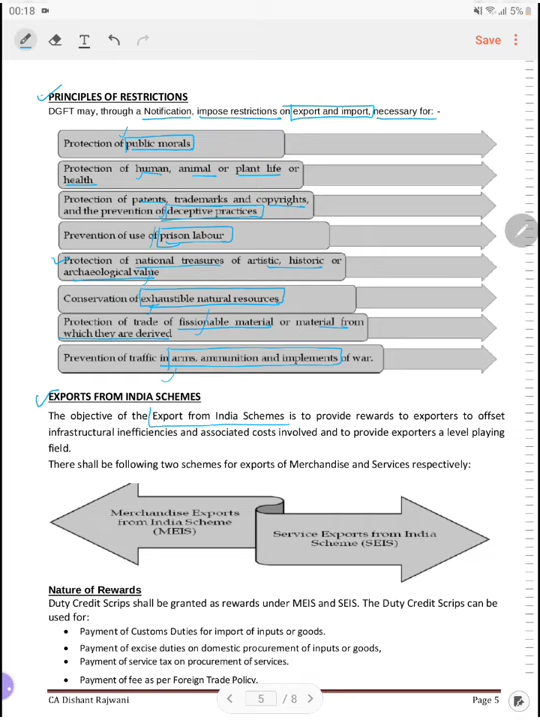 00:18
5%
T
Save
PRINCIPLES OF RESTRICTIONS
DGFT may, through a Notification, impose restrictions on export and import, necessary for: -
Protection of public morals
Protection of human, animal or plant life or
health
Protection of patents, trademarks and copyrights,
and the prevention of deceptive practices
Prevention of use of prison labour
Protection of national treasures of artistic, historic or
archaeological value
Conservation of exhaustible natural resources
Protection of trade of fissionable material or material from
which they are derived
Prevention of traffic in arms, ammunition and implements of war.
EXPORTS FROM INDIA SCHEMES
The objective of the Export from India Schemes is to provide rewards to exporters to offset
infrastructural inefficiencies and associated costs involved and to provide exporters a level playing
field.
There shall be following two schemes for exports of Merchandise and Services respectively:
Merchandise Exports
from India Scheme
(MEIS)
Service Exports from India
Scheme (SEIS)
Nature of Rewards
Duty Credit Scrips shall be granted as rewards under MEIS and SEIS. The Duty Credit Scrips can be
used for:
• Payment of Customs Duties for import of inputs or goods.
• Payment of excise duties on domestic procurement of inputs or goods,
• Payment of service tax on procurement of services.
• Payment of fee as per Foreign Trade Policy.
CA Dishant Rajwani
5 / 8
Page 5